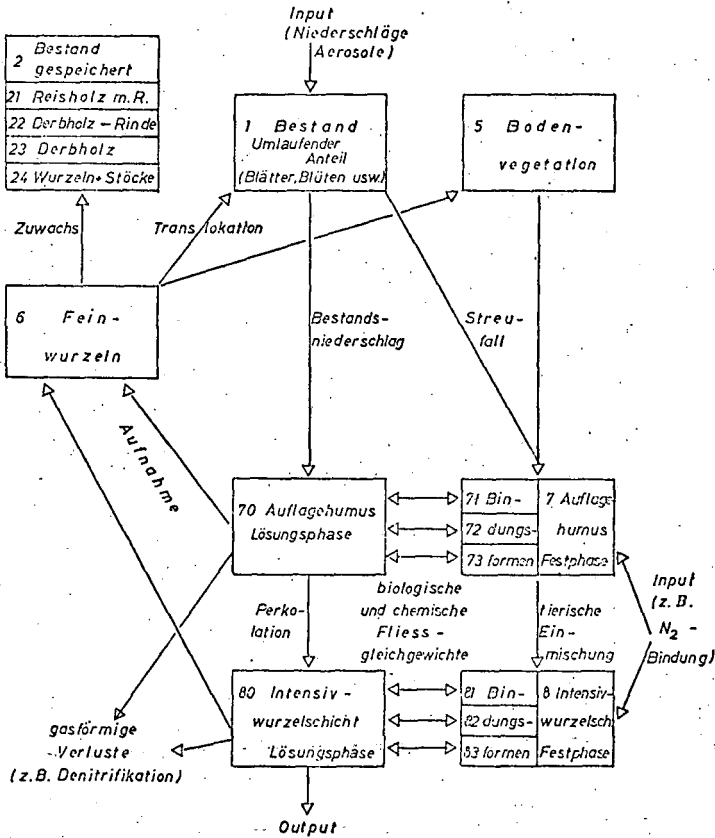 Input
(Niederschläge
Aerosole)
2 Bestand
gespeichert
21 Reisholz m.R.
22 Derbholz - Rinde
23 Derbholz
24 Wurzeln+ Stöcke
1 Bestand
Umlaufender
Anteil
(Blätter, Blüten usw.)
5 Boden-
vegetation
Zuwachs
Translokation
6 Fein-
wurzeln
Bestands-
niederschlag
Streu-
fall
Aufnahme
70 Auflagehumus
Lösungsphase
71 Bin-
72 dungs-
73 formen
7 Auflage
humus
Festphase
Perko-
lation
biologische
und chemische
Fliess-
gleichgewichte
tierische
Ein-
mischung
Input
(z.B.
N2 -
Bindung)
80 Intensiv-
wurzelschicht
Lösungsphäse
81 Bin-
82 dungs-
83 formen
8 Intensiv-
wurzelsch.
Festphase
gasförmige
Verluste
(z.B. Denitrifikation)
Output